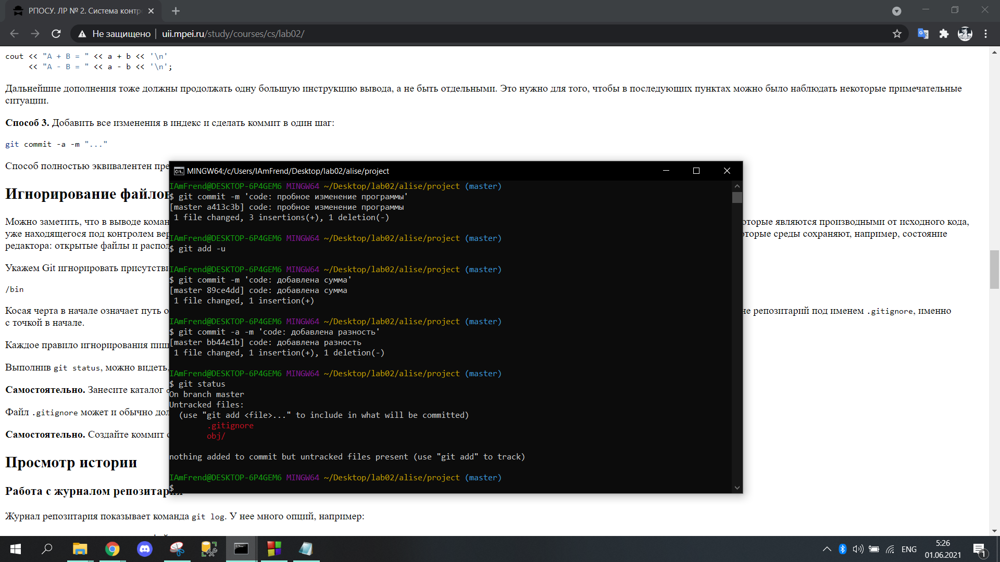 РПОСУ. ЛР № 2. Система контр
Не защищено | uii.mpei.ru/study/courses/cs/lab02/
cout << "A + B = " << a + b << '\n'
<< "A - B = " << a - b << '\n';
Дальнейшие дополнения тоже должны продолжать одну большую инструкцию вывода, а не быть отдельными. Это нужно для того, чтобы в последующих пунктах можно было наблюдать некоторые примечательные
ситуации.
Способ 3. Добавить все изменения в индекс и сделать коммит в один шаг:
git commit -a -m "..."
Способ полностью эквивалентен пре
Игнорирование файлов
Можно заметить, что в выводе коман
оторые являются производными от исходного кода,
уже находящегося под контролем вер
оторые среды сохраняют, например, состояние
редактора: открытые файлы и распол
Укажем Git игнорировать присутстви
/bin
Косая черта в начале означает путь о
не репозитарий под именем .gitignore, именно
с точкой в начале.
Каждое правило игнорирования пиш
Выполнив git status, можно видеть,
Самостоятельно. Занесите каталог
Файл .gitignore может и обычно дол
Самостоятельно. Создайте коммит с
Просмотр истории
Работа с журналом репозитария
Журнал репозитария показывает команда git log. У нее много опций, например:
MINGW64:/c/Users/IAmFrend/Desktop/lab02/alise/project
IAmFrend@DESKTOP-6P4GEM6 MINGW64 ~/Desktop/lab02/alise/project (master)
$ git commit -m 'code: пробное изменение программы'
[master a413c3b] code: пробное изменение программы
1 file changed, 3 insertions(+), 1 deletion(-)
IAmFrend@DESKTOP-6P4GEM6 MINGW64 ~/Desktop/lab02/alise/project (master)
$ git add -u
IAmFrend@DESKTOP-6P4GEM6 MINGW64 ~/Desktop/lab02/alise/project (master)
$ git commit -m 'code: добавлена сумма'
[master 89ce4dd] code: добавлена сумма
1 file changed, 1 insertion(+)
IAmFrend@DESKTOP-6P4GEM6 MINGW64 ~/Desktop/lab02/alise/project (master)
$ git commit -a -m 'code: добавлена разность'
[master bb44e1b] code: добавлена разность
1 file changed, 1 insertion(+), 1 deletion(-)
IAmFrend@DESKTOP-6P4GEM6 MINGW64 ~/Desktop/lab02/alise/project (master)
$ git status
On branch master
Untracked files:
(use "git add <file>..." to include in what will be committed)
.gitignore
obj/
nothing added to commit but untracked files present (use "git add" to track)
IAmFrend@DESKTOP-6P4GEM6 MINGW64 ~/Desktop/lab02/alise/project (master)
$
ENG
5:26
01.06.2021
1